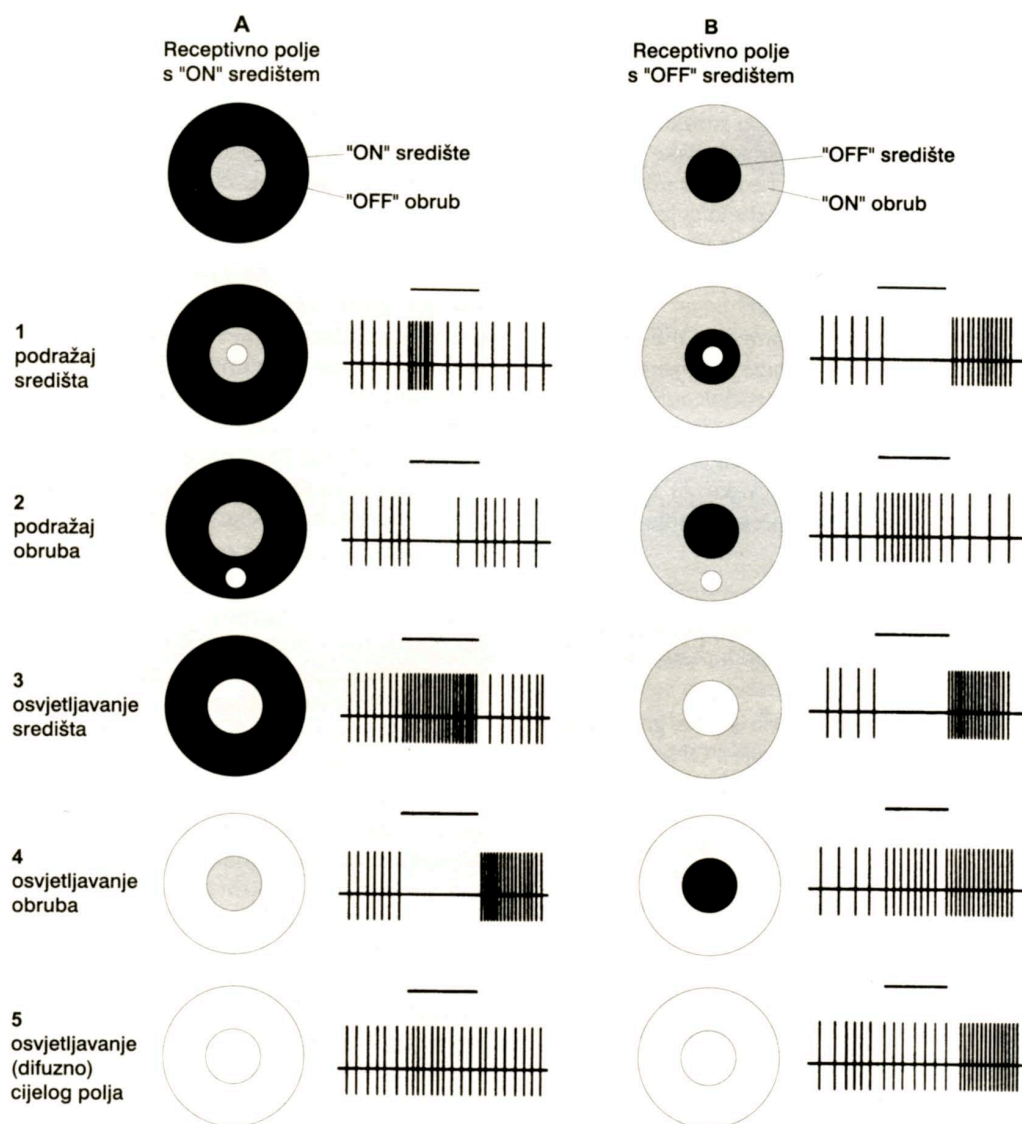 A
Receptivno polje
s "ON" središtem
"ON" središte
"OFF" obrub
B
Receptivno polje
s "OFF" središtem
"OFF" središte
"ON" obrub
1
podražaj
središta
2
podražaj
obruba
3
osvjetljavanje
središta
4
osvjetljavanje
obruba
5
osvjetljavanje
(difuzno)
cijelog polja